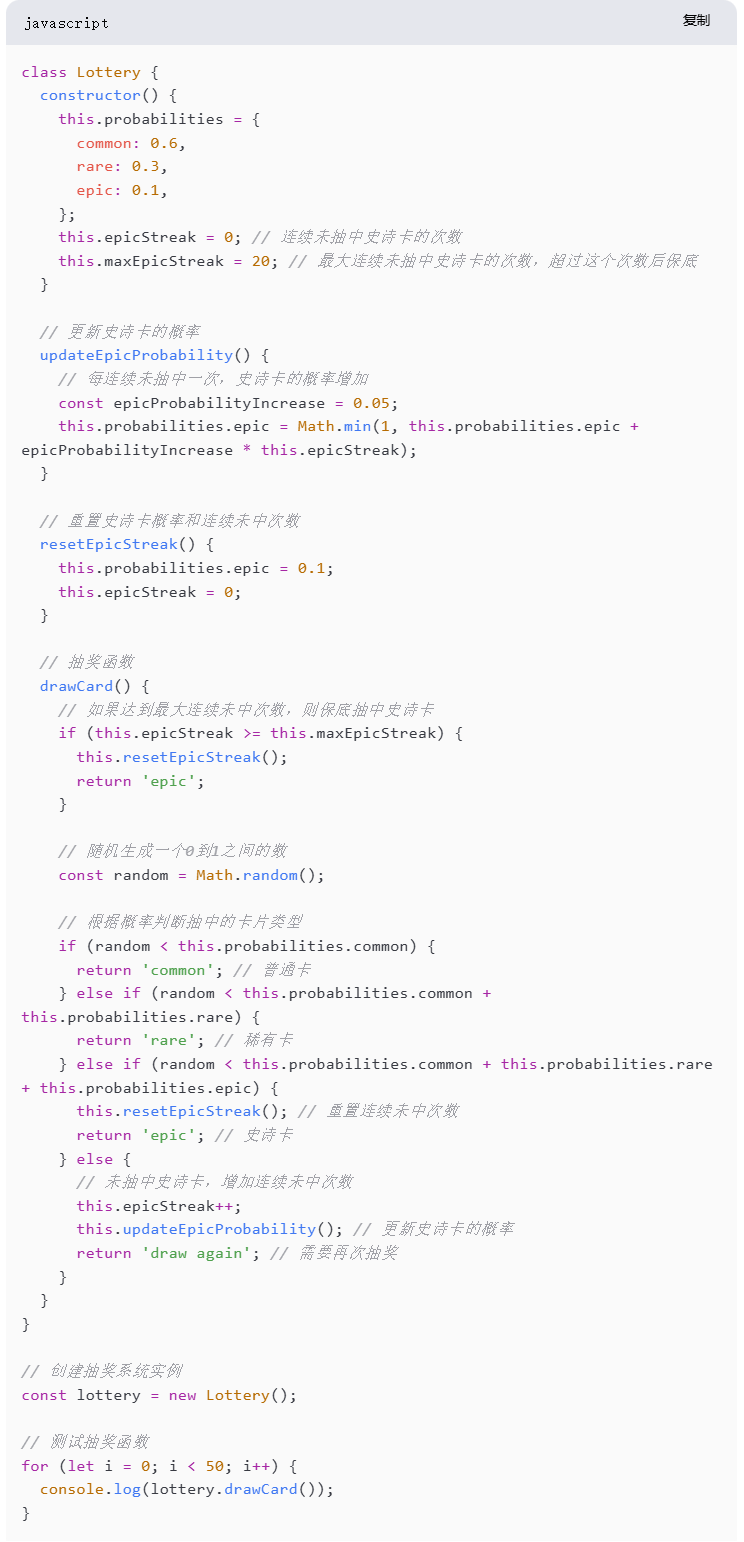 javascript
复制
class Lottery {
  constructor() {
    this.probabilities = {
      common: 0.6,
      rare: 0.3,
      epic: 0.1,
    };
    this.epicStreak = 0; // 连续未抽中史诗卡的次数
    this.maxEpicStreak = 20; // 最大连续未抽中史诗卡的次数，超过这个次数后保底
  }

  // 更新史诗卡的概率
  updateEpicProbability() {
    // 每连续未抽中一次，史诗卡的概率增加
    const epicProbabilityIncrease = 0.05;
    this.probabilities.epic = Math.min(1, this.probabilities.epic +
epicProbabilityIncrease * this.epicStreak);
  }

  // 重置史诗卡概率和连续未中次数
  resetEpicStreak() {
    this.probabilities.epic = 0.1;
    this.epicStreak = 0;
  }

  // 抽奖函数
  drawCard() {
    // 如果达到最大连续未中次数，则保底抽中史诗卡
    if (this.epicStreak >= this.maxEpicStreak) {
      this.resetEpicStreak();
      return 'epic';
    }

    // 随机生成一个0到1之间的数
    const random = Math.random();

    // 根据概率判断抽中的卡片类型
    if (random < this.probabilities.common) {
      return 'common'; // 普通卡
    } else if (random < this.probabilities.common +
this.probabilities.rare) {
      return 'rare'; // 稀有卡
    } else if (random < this.probabilities.common + this.probabilities.rare
+ this.probabilities.epic) {
      this.resetEpicStreak(); // 重置连续未中次数
      return 'epic'; // 史诗卡
    } else {
      // 未抽中史诗卡，增加连续未中次数
      this.epicStreak++;
      this.updateEpicProbability(); // 更新史诗卡的概率
      return 'draw again'; // 需要再次抽奖
    }
  }
}

// 创建抽奖系统实例
const lottery = new Lottery();

// 测试抽奖函数
for (let i = 0; i < 50; i++) {
  console.log(lottery.drawCard());
}